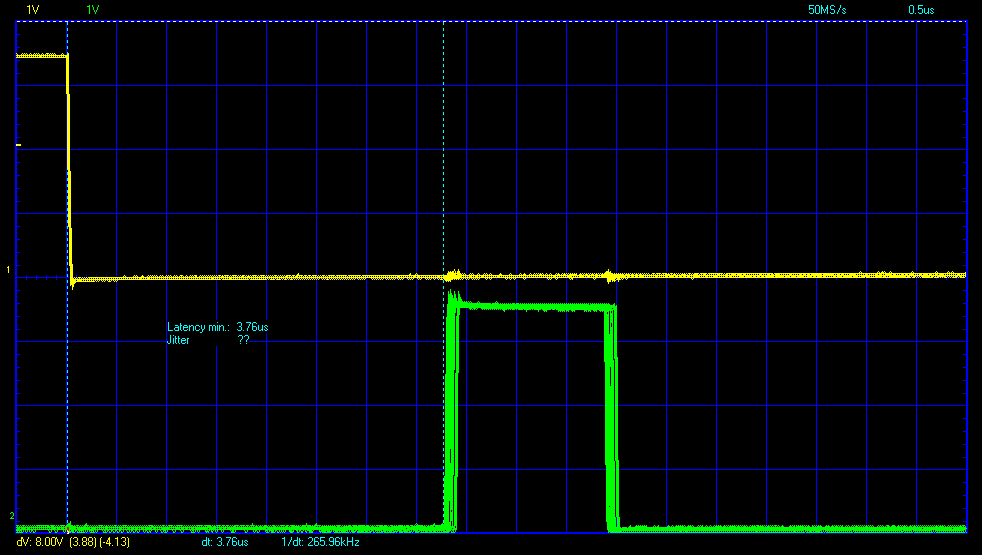 1V 1V 50MS/s 0.5us
1
Latency min.: 3.76us
Jitter ??
2
dV: 8.00V (3.88) (-4.13) dt: 3.76us 1/dt: 265.96kHz